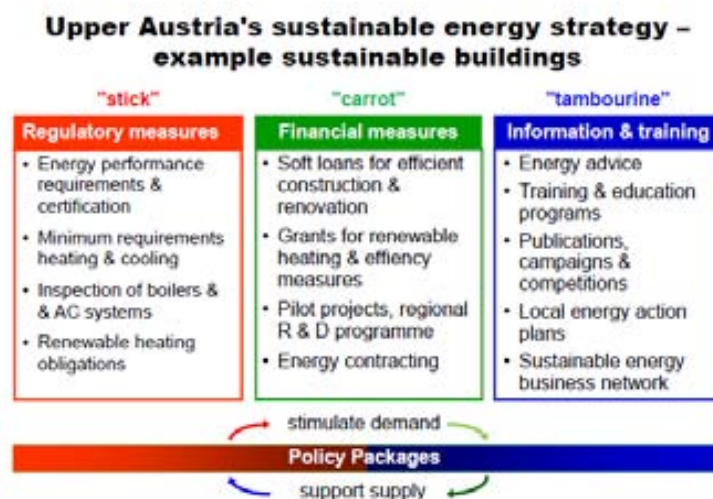 Upper Austria's sustainable energy strategy –
example sustainable buildings
"stick"
Regulatory measures
• Energy performance
requirements &
certification
• Minimum requirements
heating & cooling
• Inspection of boilers &
& AC systems
• Renewable heating
obligations
"carrot"
Financial measures
• Soft loans for efficient
construction &
renovation
• Grants for renewable
heating & effiency
measures
• Pilot projects, regional
R & D programme
• Energy contracting
"tambourine"
Information & training
• Energy advice
• Training & education
programs
• Publications,
campaigns &
competitions
• Local energy action
plans
• Sustainable energy
business network
stimulate demand
Policy Packages
support supply